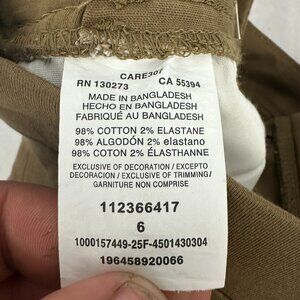 CARE307
RN 130273 CA 55394
MADE IN BANGLADESH
HECHO EN BANGLADESH
FABRIQUÉ AU BANGLADESH
98% COTTON 2% ELASTANE
98% ALGODÓN 2% elastano
98% COTON 2% ÉLASTHANNE
EXCLUSIVE OF DECORATION / EXCEPTO
DECORACION / EXCLUSIVE OF TRIMMING/
GARNITURE NON COMPRISE
112366417
6
1000157449-25F-4501430304
196458920066